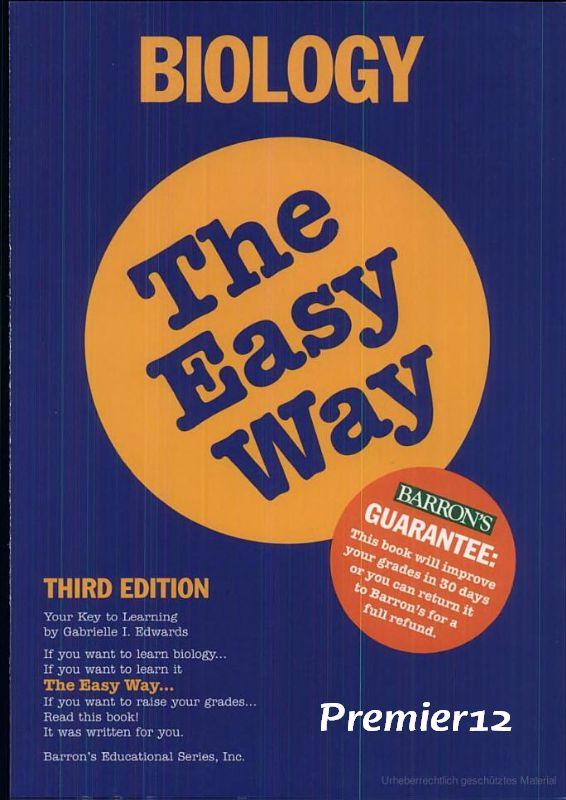 BIOLOGY
The
Easy
Way
BARRON'S
GUARANTEE:
This book will improve
your grades in 30 days
or you can return it
to Barron's for a
full refund.
THIRD EDITION
Your Key to Learning
by Gabrielle I. Edwards
If you want to learn biology...
If you want to learn it
The Easy Way...
If you want to raise your grades...
Read this book!
It was written for you.
Barron's Educational Series, Inc.
Premier12
Urheberrechtlich geschütztes Material